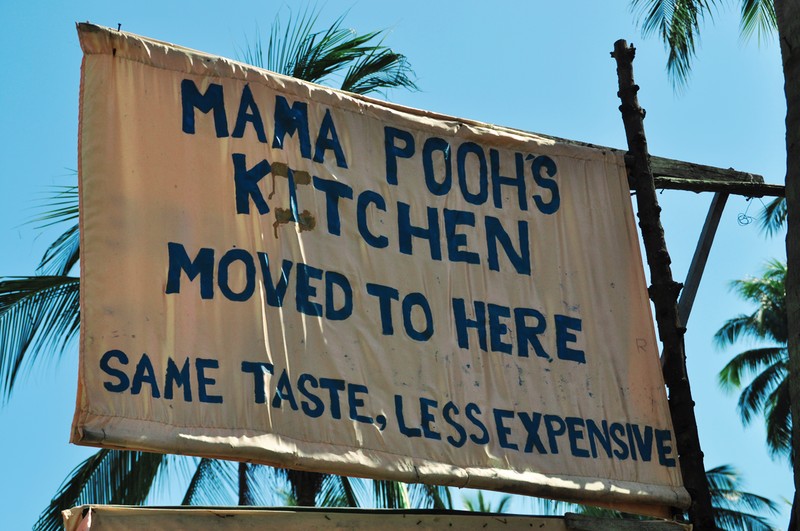 MAMA POOH'S
KITCHEN
MOVED TO HERE
SAME TASTE, LESS EXPENSIVE